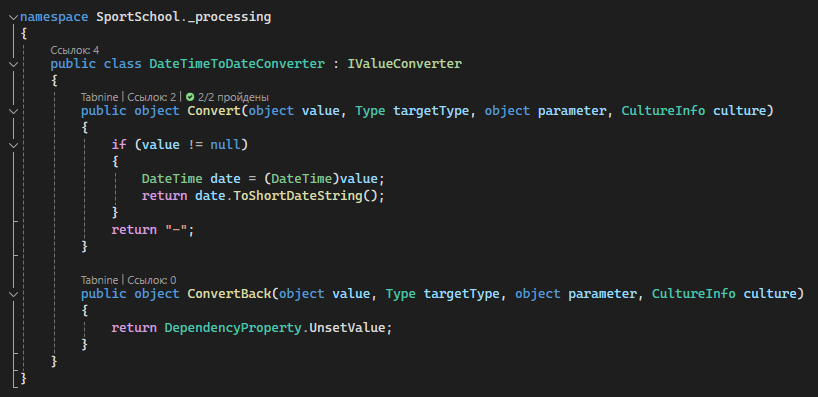 namespace SportSchool._processing
{
Ссылок: 4
public class DateTimeToDateConverter : IValueConverter
{
Tabnine | Ссылок: 2 | 2/2 пройдены
public object Convert(object value, Type targetType, object parameter, CultureInfo culture)
{
if (value != null)
{
DateTime date = (DateTime)value;
return date.ToShortDateString();
}
return "-";
}
Tabnine | Ссылок: 0
public object ConvertBack(object value, Type targetType, object parameter, CultureInfo culture)
{
return DependencyProperty.UnsetValue;
}
}
}